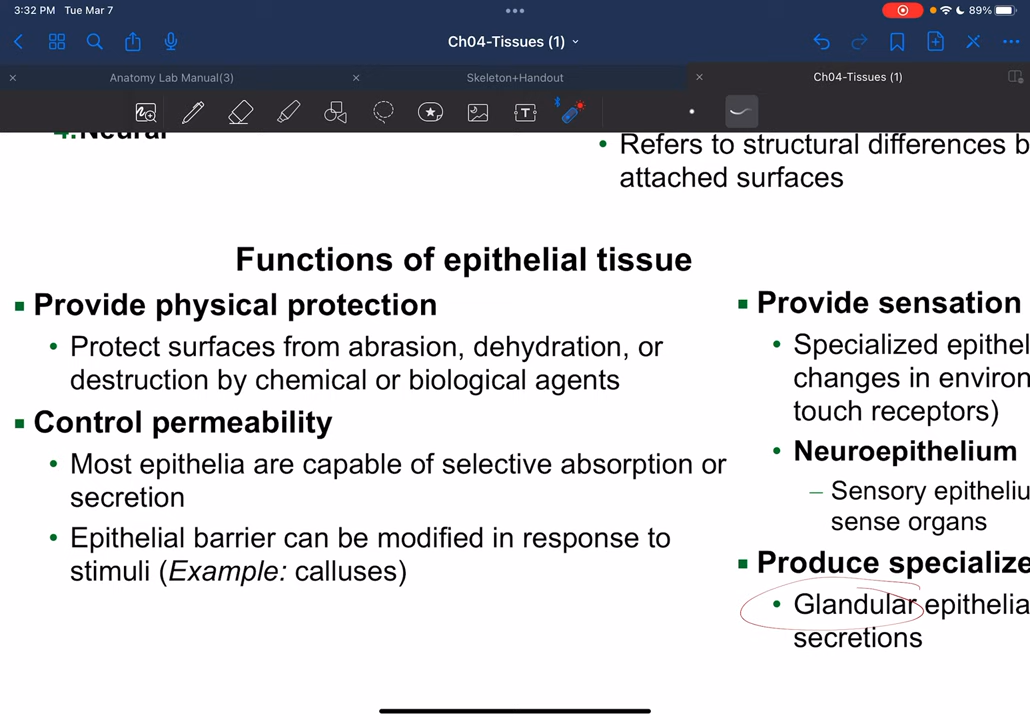 3:32 PM Tue Mar 7
89%
Ch04-Tissues (1)
Anatomy Lab Manual(3)
Skeleton+Handout
Ch04-Tissues (1)
T
4. Neural
• Refers to structural differences b
attached surfaces
Functions of epithelial tissue
▪ Provide physical protection
• Protect surfaces from abrasion, dehydration, or
destruction by chemical or biological agents
▪ Control permeability
• Most epithelia are capable of selective absorption or
secretion
• Epithelial barrier can be modified in response to
stimuli (Example: calluses)
▪ Provide sensation
• Specialized epithel
changes in environ
touch receptors)
• Neuroepithelium
– Sensory epitheliu
sense organs
▪ Produce specialize
• Glandular epithelia
secretions